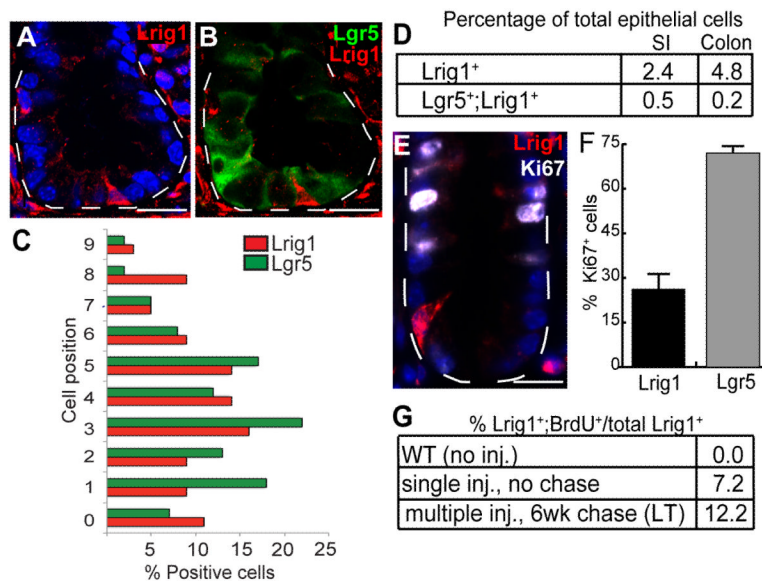 A
Lrig1
B
Lgr5
Lrig1
Percentage of total epithelial cells
D
SI
Colon
Lrig1⁺ 2.4 4.8
Lgr5⁺;Lrig1⁺ 0.5 0.2
C
Lrig1
Lgr5
9
8
7
6
5
4
3
2
1
0
Cell position
5 10 15 20 25
% Positive cells
E
Lrig1
Ki67
F
75
60
45
30
15
% Ki67⁺ cells
Lrig1 Lgr5
G
% Lrig1⁺;BrdU⁺/total Lrig1⁺
WT (no inj.) 0.0
single inj., no chase 7.2
multiple inj., 6wk chase (LT) 12.2